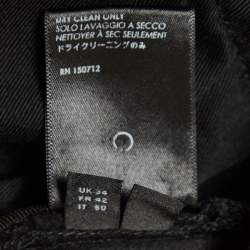 DRY CLEAN ONLY
SOLO LAVAGGIO A SECCO
NETTOYER À SEC SEULEMENT
ドライクリーニングのみ
RN 150712
UK 34
FR 42
IT 50